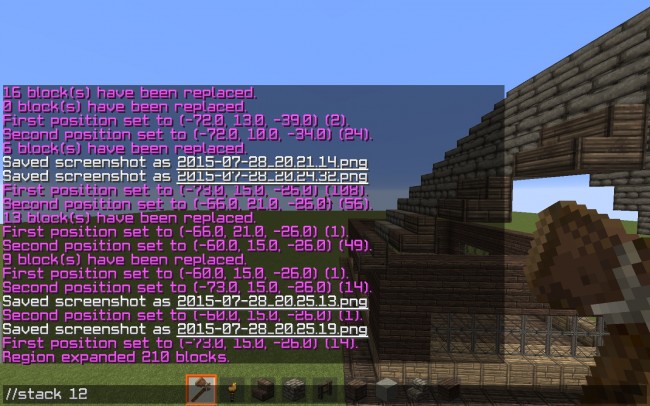 16 block(s) have been replaced.
0 block(s) have been replaced.
First position set to (-72.0, 13.0, -39.0) (2).
Second position set to (-72.0, 10.0, -34.0) (24).
6 block(s) have been replaced.
Saved screenshot as 2015-07-28_20.21.14.png
Saved screenshot as 2015-07-28_20.24.32.png
First position set to (-73.0, 15.0, -26.0) (108).
Second position set to (-66.0, 21.0, -26.0) (56).
13 block(s) have been replaced.
First position set to (-66.0, 21.0, -26.0) (1).
Second position set to (-60.0, 15.0, -26.0) (49).
9 block(s) have been replaced.
First position set to (-60.0, 15.0, -26.0) (1).
Second position set to (-73.0, 15.0, -26.0) (14).
Saved screenshot as 2015-07-28_20.25.13.png
Second position set to (-60.0, 15.0, -26.0) (1).
Saved screenshot as 2015-07-28_20.25.19.png
First position set to (-73.0, 15.0, -26.0) (14).
Region expanded 210 blocks.
//stack 12